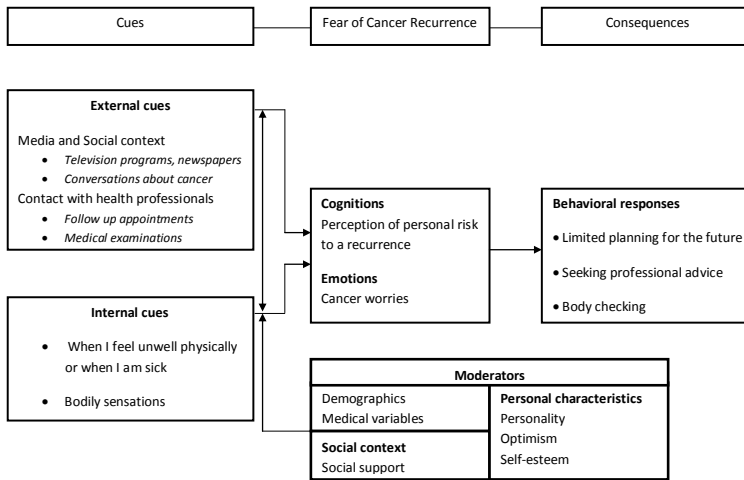 Cues
Fear of Cancer Recurrence
Consequences
External cues
Media and Social context
• Television programs, newspapers
• Conversations about cancer
Contact with health professionals
• Follow up appointments
• Medical examinations
Internal cues
• When I feel unwell physically
or when I am sick
• Bodily sensations
Cognitions
Perception of personal risk
to a recurrence
Emotions
Cancer worries
Behavioral responses
• Limited planning for the future
• Seeking professional advice
• Body checking
Moderators
Demographics
Medical variables
Social context
Social support
Personal characteristics
Personality
Optimism
Self-esteem